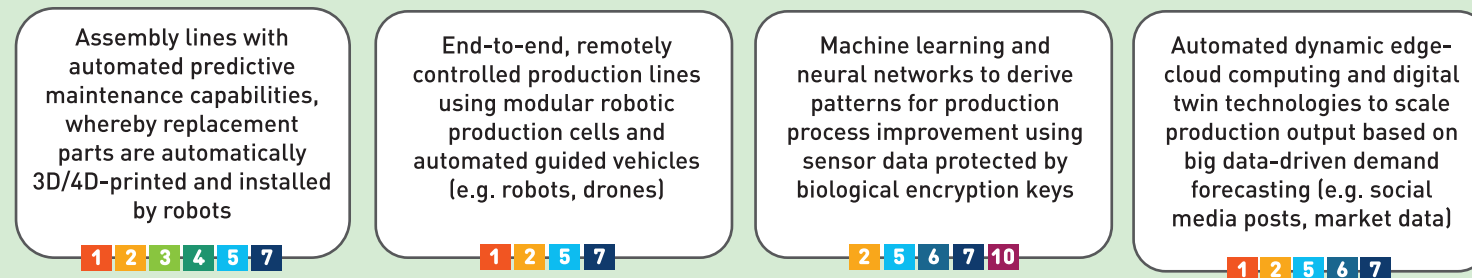 Assembly lines with
automated predictive
maintenance capabilities,
whereby replacement
parts are automatically
3D/4D-printed and installed
by robots
1 2 3 4 5 7
End-to-end, remotely
controlled production lines
using modular robotic
production cells and
automated guided vehicles
(e.g. robots, drones)
1 2 5 7
Machine learning and
neural networks to derive
patterns for production
process improvement using
sensor data protected by
biological encryption keys
2 5 6 7 10
Automated dynamic edge-
cloud computing and digital
twin technologies to scale
production output based on
big data-driven demand
forecasting (e.g. social
media posts, market data)
1 2 5 6 7